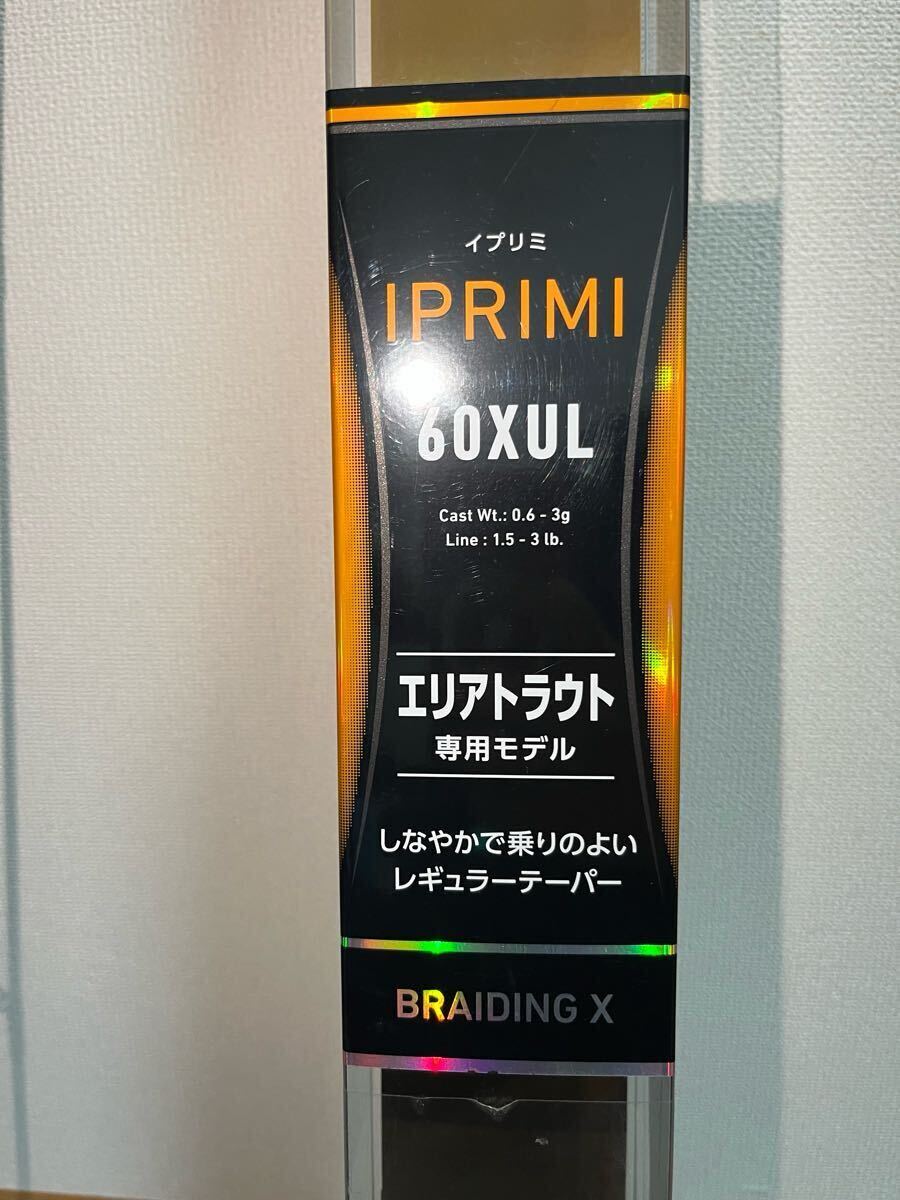 イプリミ
IPRIMI
60XUL
Cast Wt.: 0.6 - 3g
Line : 1.5 - 3 lb.
エリアトラウト
専用モデル
しなやかで乗りのよい
レギュラーテーパー
BRAIDING X